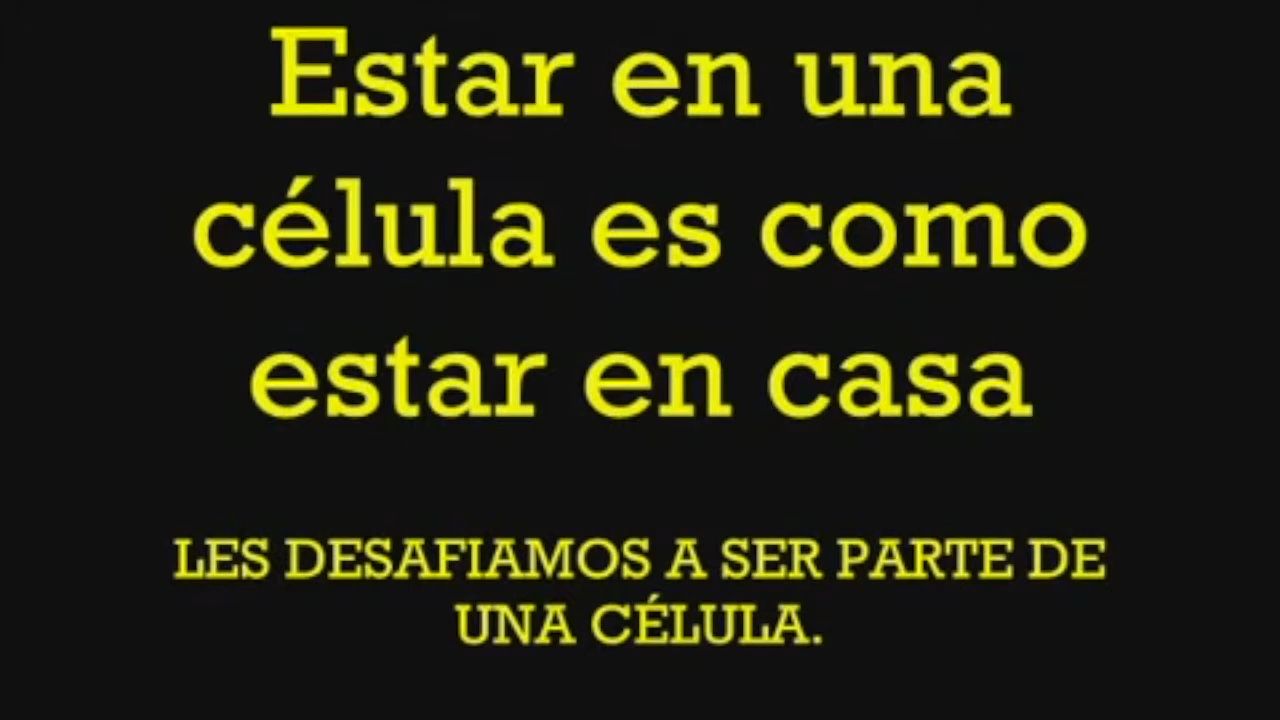 Estar en una
célula es como
estar en casa
LES DESAFIAMOS A SER PARTE DE
UNA CÉLULA.